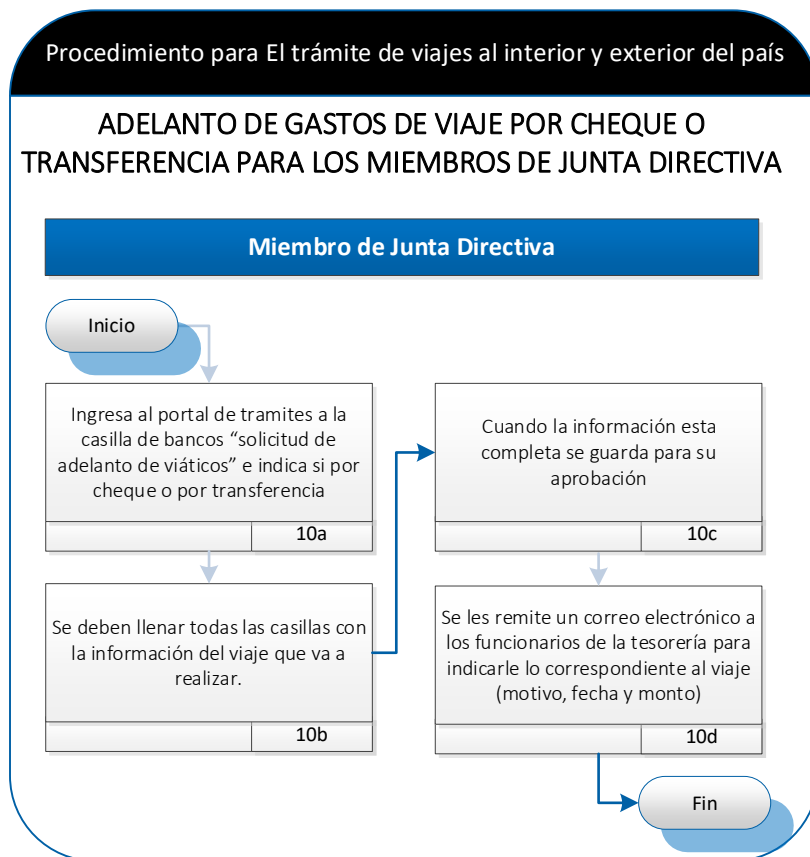 Procedimiento para El trámite de viajes al interior y exterior del país
ADELANTO DE GASTOS DE VIAJE POR CHEQUE O
TRANSFERENCIA PARA LOS MIEMBROS DE JUNTA DIRECTIVA
Miembro de Junta Directiva
Inicio
Ingresa al portal de tramites a la
casilla de bancos “solicitud de
adelanto de viáticos” e indica si por
cheque o por transferencia
10a
Se deben llenar todas las casillas con
la información del viaje que va a
realizar.
10b
Cuando la información esta
completa se guarda para su
aprobación
10c
Se les remite un correo electrónico a
los funcionarios de la tesorería para
indicarle lo correspondiente al viaje
(motivo, fecha y monto)
10d
Fin